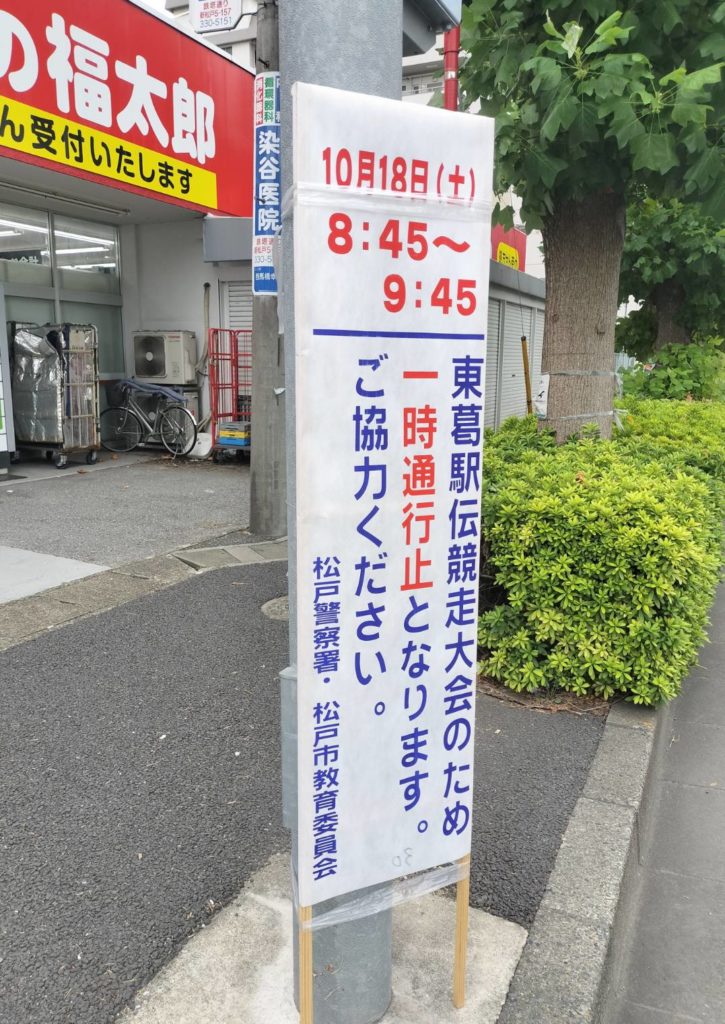 10月18日(土)
8:45～
9:45
東葛駅伝競走大会のため
一時通行止となります。
ご協力ください。
松戸警察署・松戸市教育委員会
30
の福太郎
ん受付いたします
染谷医院
330-5151